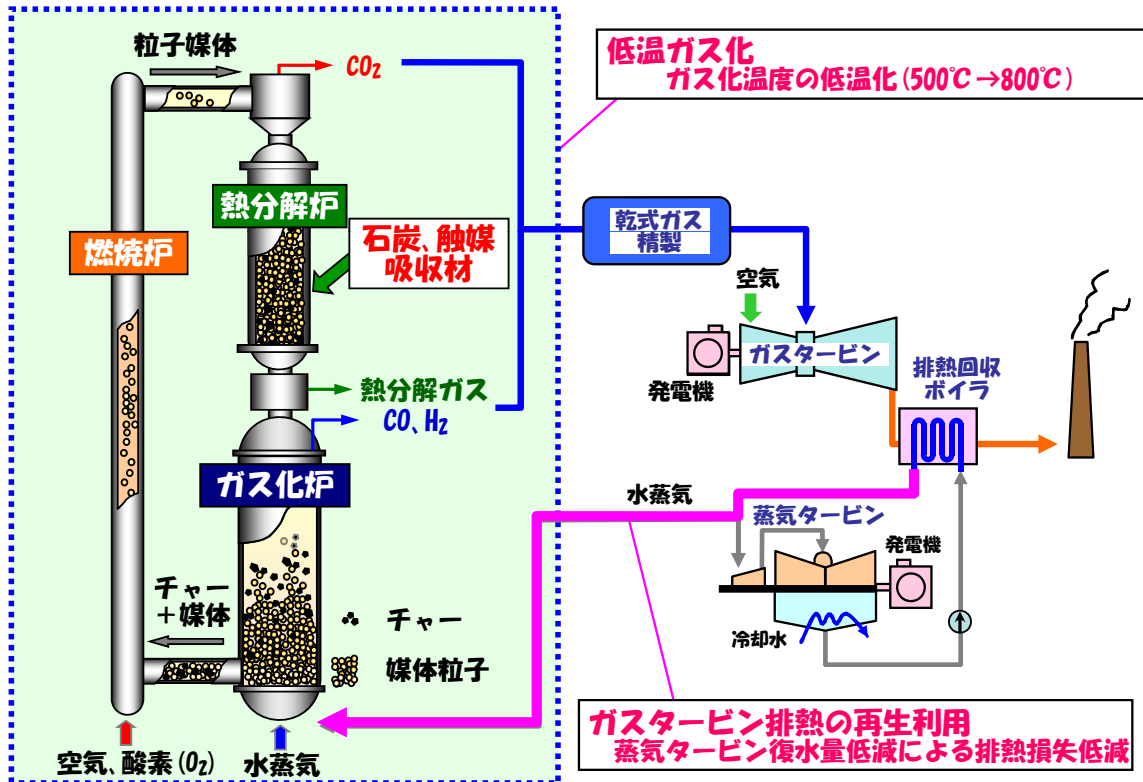 粒子媒体
CO₂
低温ガス化
ガス化温度の低温化(500℃→800℃)
熱分解炉
燃焼炉
石炭、触媒
吸収材
乾式ガス
精製
空気
ガスタービン
発電機
排熱回収
ボイラ
熱分解ガス
CO、H₂
ガス化炉
水蒸気
蒸気タービン
発電機
チャー
+媒体
チャー
冷却水
媒体粒子
ガスタービン排熱の再生利用
蒸気タービン復水量低減による排熱損失低減
空気、酸素(O₂)
水蒸気